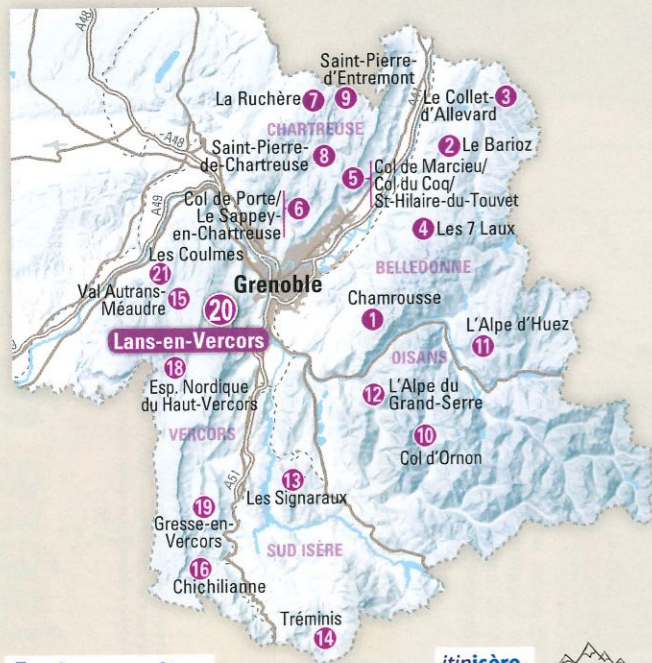 A48
Saint-Pierre-
d'Entremont
A41
La Ruchère 7
9
Le Collet-
d'Allevard
3
CHARTREUSE
A48
2 Le Barioz
Saint-Pierre-
de-Chartreuse
8
5
Col de Marcieu/
Col du Coq/
St-Hilaire-du-Touvet
A49
Col de Porte/
Le Sappey-
en-Chartreuse
6
4 Les 7 Laux
Les Coulmes
21
BELLEDONNE
Grenoble
Val Autrans-
Méaudre
15
20
Lans-en-Vercors
Chamrousse
1
L'Alpe d'Huez
11
OISANS
18
Esp. Nordique
du Haut-Vercors
12
L'Alpe du
Grand-Serre
VERCORS
10
Col d'Ornon
A51
13
Les Signaraux
19
Gresse-en-
Vercors
SUD ISÈRE
16
Chichilianne
Tréminis
14
itinisère